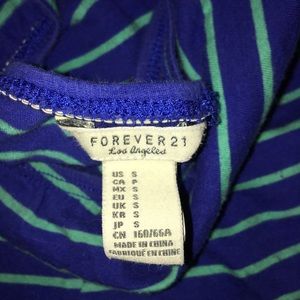 FOREVER 21
Los Angeles
US S
CA P
MX S
EU S
UK S
KR S
JP S
CN 160/66A
MADE IN CHINA
FABRIQUÉ EN CHINE